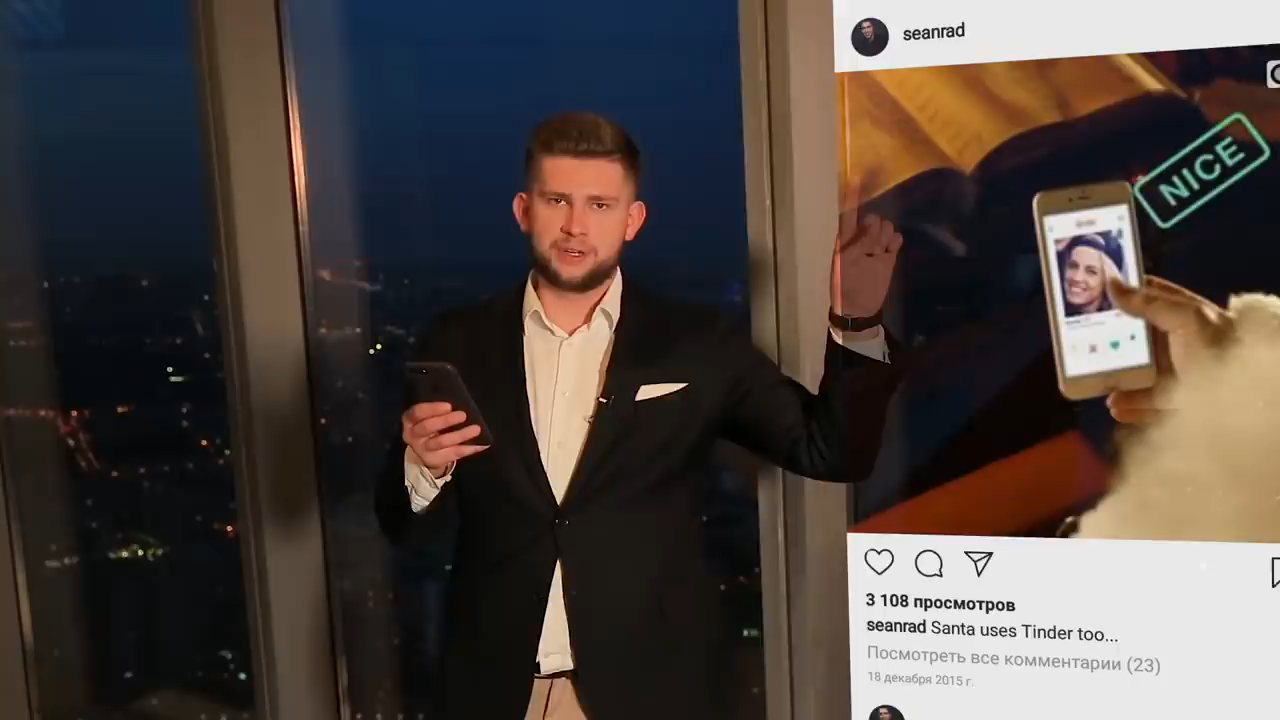 seanrad
NICE
3 108 просмотров
seanrad Santa uses Tinder too...
Посмотреть все комментарии (23)
18 декабря 2015 г.